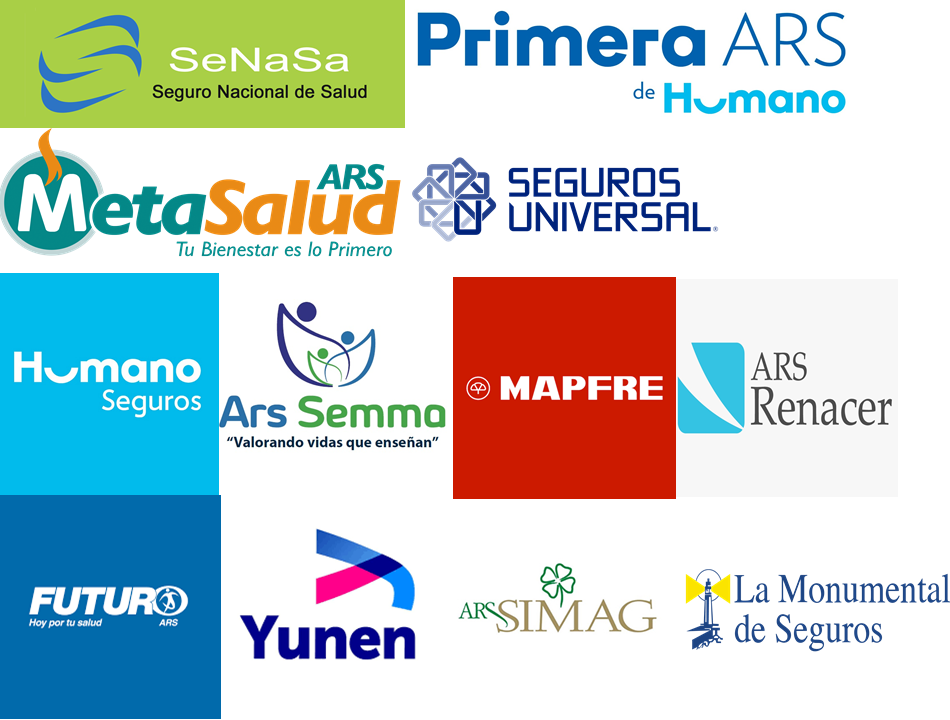 SeNaSa
Seguro Nacional de Salud
Primera ARS
de Humano
ARS
MetaSalud
Tu Bienestar es lo Primero
SEGUROS
UNIVERSAL®
Humano
Seguros
Ars Semma
“Valorando vidas que enseñan”
MAPFRE
ARS
Renacer
FUTURO
Hoy por tu salud ARS
Yunen
ARS SIMAG
La Monumental
de Seguros